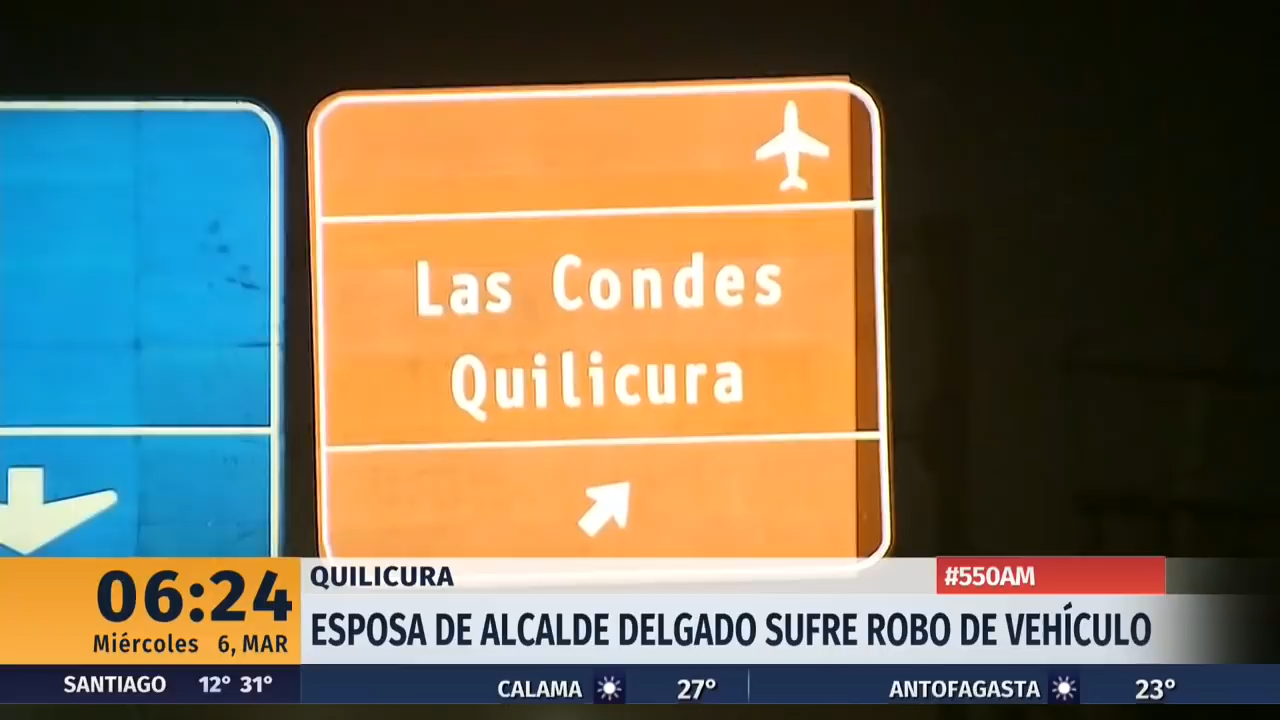 Las Condes
Quilicura
06:24
Miércoles 6, MAR
QUILICURA
#550AM
ESPOSA DE ALCALDE DELGADO SUFRE ROBO DE VEHÍCULO
SANTIAGO 12° 31° CALAMA 27° ANTOFAGASTA 23°